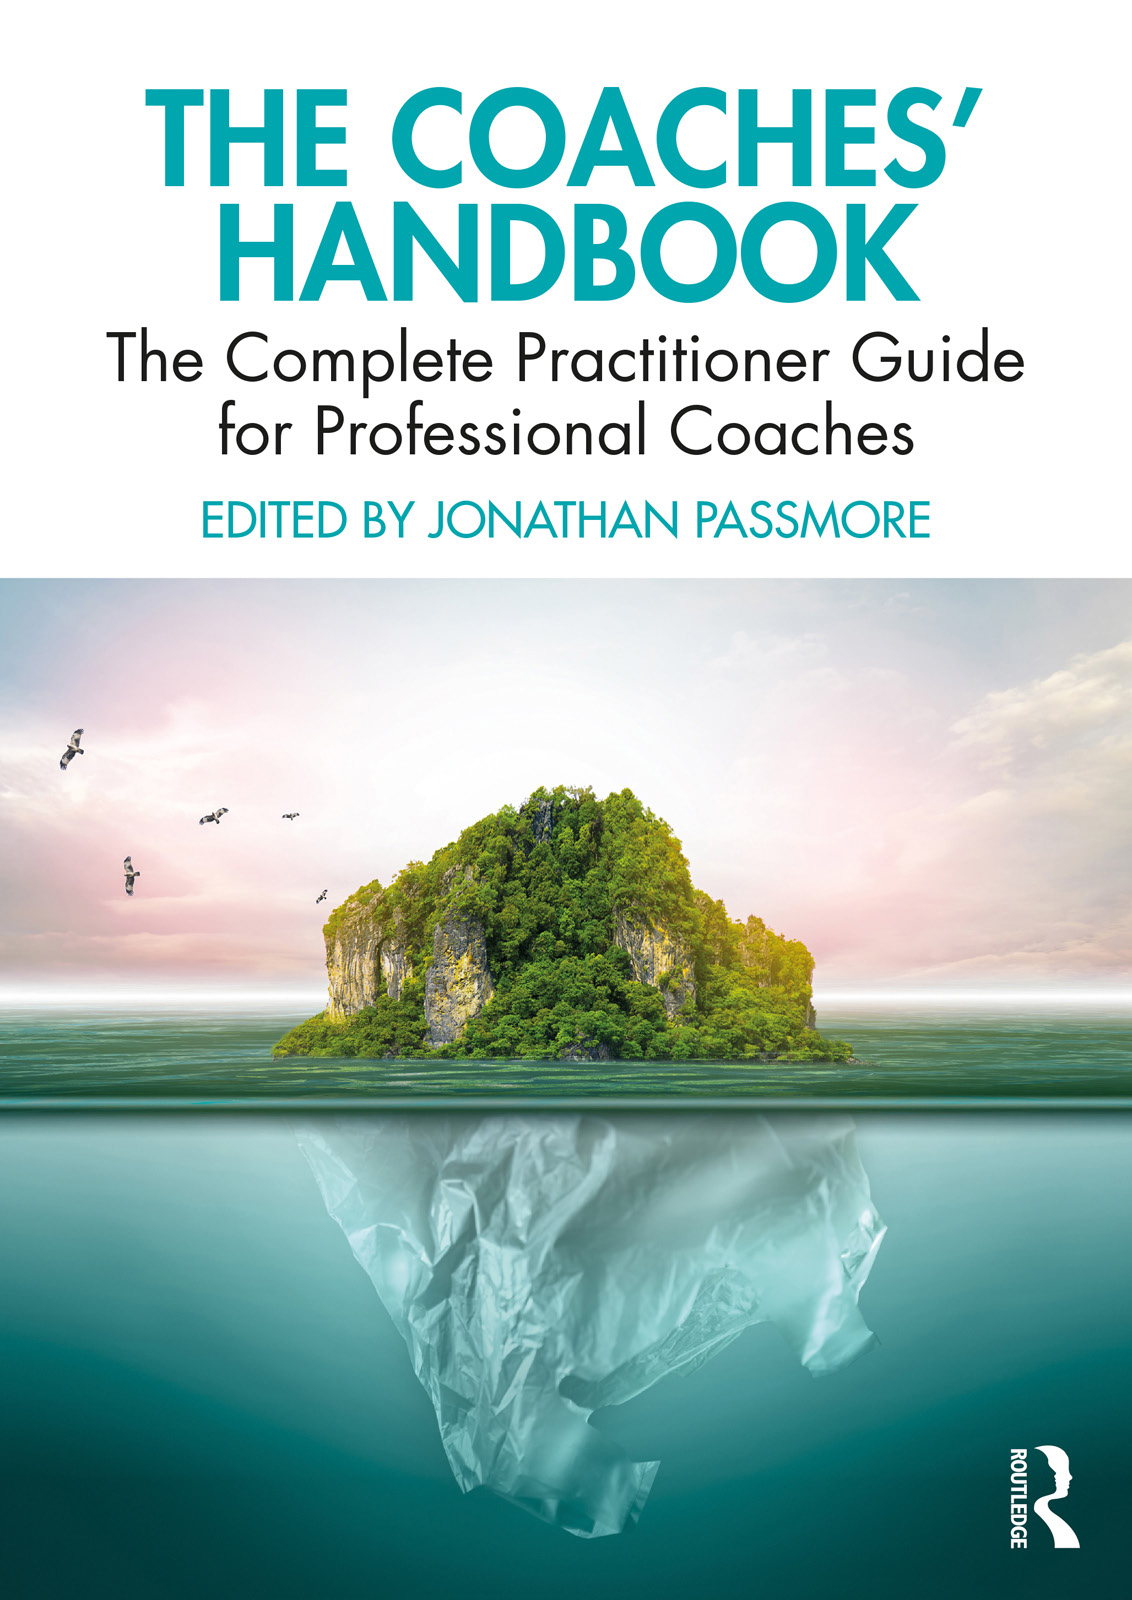 THE COACHES’
HANDBOOK
The Complete Practitioner Guide
for Professional Coaches
EDITED BY JONATHAN PASSMORE
ROUTLEDGE